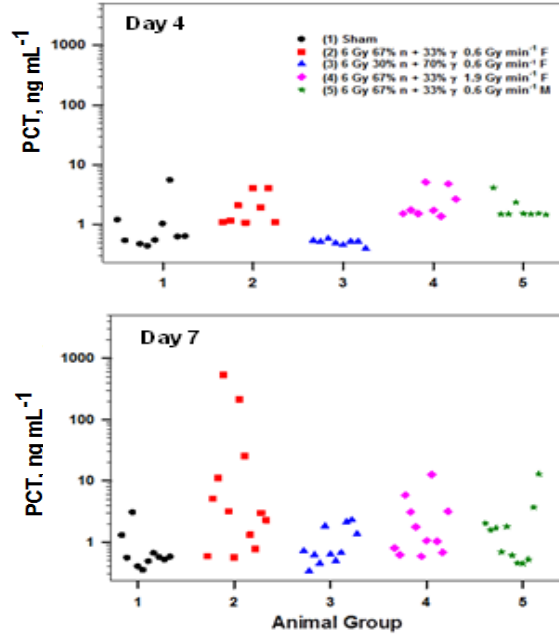 Day 4
(1) Sham
(2) 6 Gy 67% n + 33% γ 0.6 Gy min⁻¹ F
(3) 6 Gy 30% n + 70% γ 0.6 Gy min⁻¹ F
(4) 6 Gy 67% n + 33% γ 1.9 Gy min⁻¹ F
(5) 6 Gy 67% n + 33% γ 0.6 Gy min⁻¹ M
PCT, ng mL⁻¹
1000
100
10
1
1 2 3 4 5
Day 7
PCT, ng mL⁻¹
1000
100
10
1
1 2 3 4 5
Animal Group